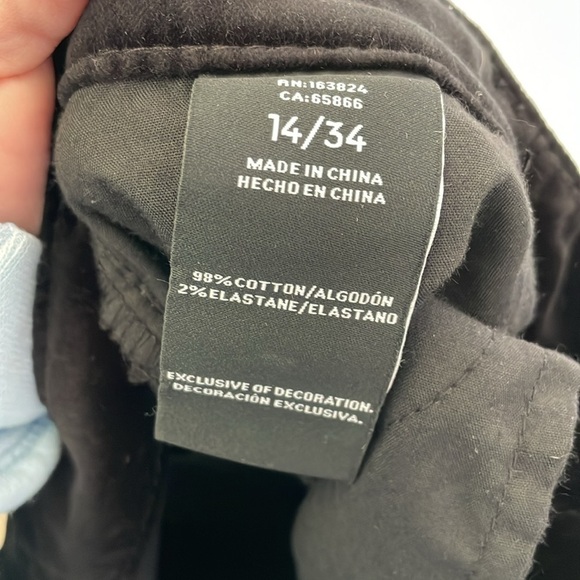 RN:163824
CA:65866
14/34
MADE IN CHINA
HECHO EN CHINA
98% COTTON/ALGODÓN
2% ELASTANE/ELASTANO
EXCLUSIVE OF DECORATION.
DECORACIÓN EXCLUSIVA.